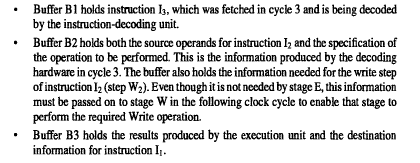 • Buffer B1 holds instruction I3, which was fetched in cycle 3 and is being decoded
by the instruction-decoding unit.
• Buffer B2 holds both the source operands for instruction I2 and the specification of
the operation to be performed. This is the information produced by the decoding
hardware in cycle 3. The buffer also holds the information needed for the write step
of instruction I2 (step W2). Even though it is not needed by stage E, this information
must be passed on to stage W in the following clock cycle to enable that stage to
perform the required Write operation.
• Buffer B3 holds the results produced by the execution unit and the destination
information for instruction I1.